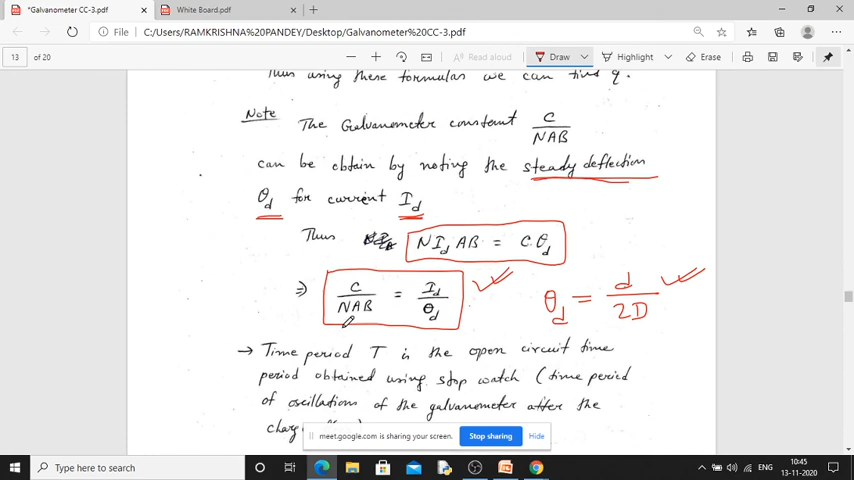 *Galvanometer CC-3.pdf
White Board.pdf
C:/Users/RAMKRISHNA%20PANDEY/Desktop/Galvanometer%20CC-3.pdf
13 of 20
Read aloud
Draw
Highlight
Erase
Thus using these formulas we can find q.
Note The Galvanometer constant C/NAB
can be obtain by noting the steady deflection
θd for current Id
Thus NIdAB = Cθd
⇒ C/NAB = Id/θd
θd = d/2D
→ Time period T is the open circuit time
period obtained using stop watch (time period
of oscillations of the galvanometer after the
meet.google.com is sharing your screen. Stop sharing Hide
Type here to search
ENG
10:45
13-11-2020